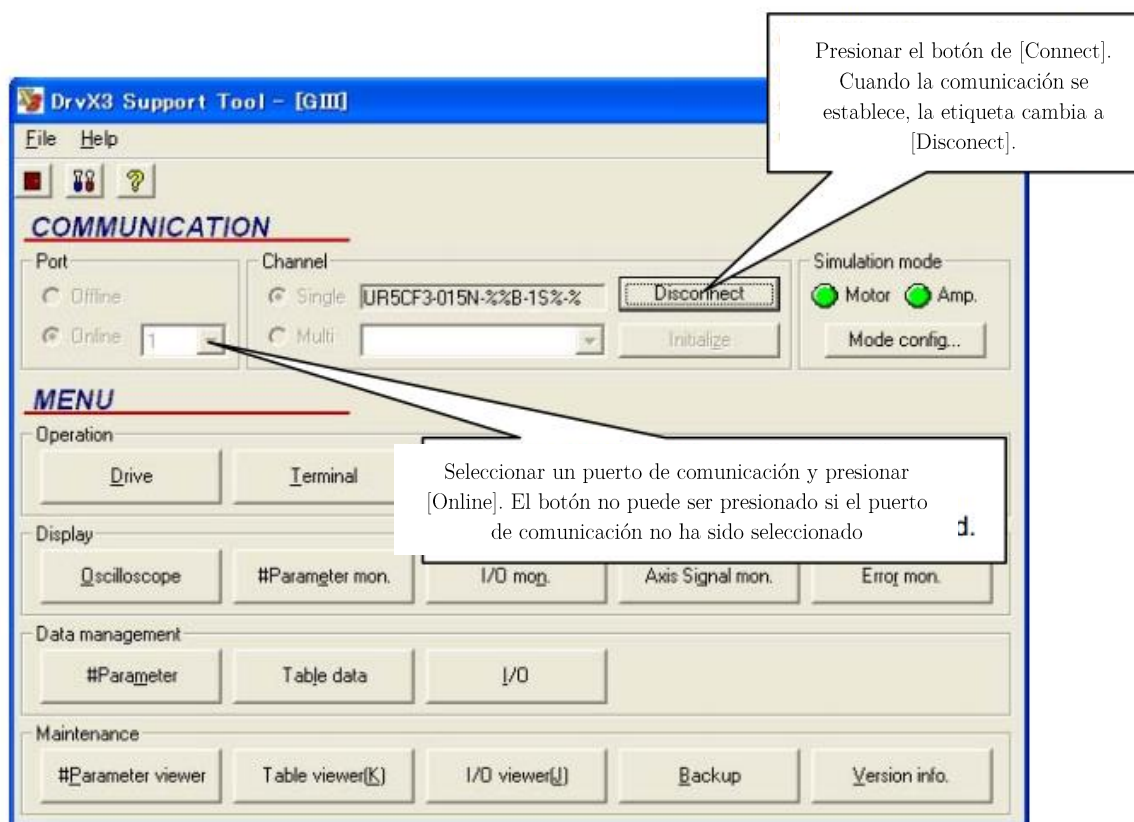 Presionar el botón de [Connect].
Cuando la comunicación se
establece, la etiqueta cambia a
[Disconect].
DrvX3 Support Tool - [GIII]
File Help
COMMUNICATION
Port
Channel
Simulation mode
Offline
Single UR5CF3-015N-%%B-1S%-%
Disconnect
Motor Amp.
Online 1
Multi
Initialize
Mode config...
MENU
Operation
Drive Terminal
Seleccionar un puerto de comunicación y presionar
[Online]. El botón no puede ser presionado si el puerto
de comunicación no ha sido seleccionado
d.
Display
Oscilloscope #Parameter mon. I/O mon. Axis Signal mon. Error mon.
Data management
#Parameter Table data I/O
Maintenance
#Parameter viewer Table viewer(K) I/O viewer(J) Backup Version info.